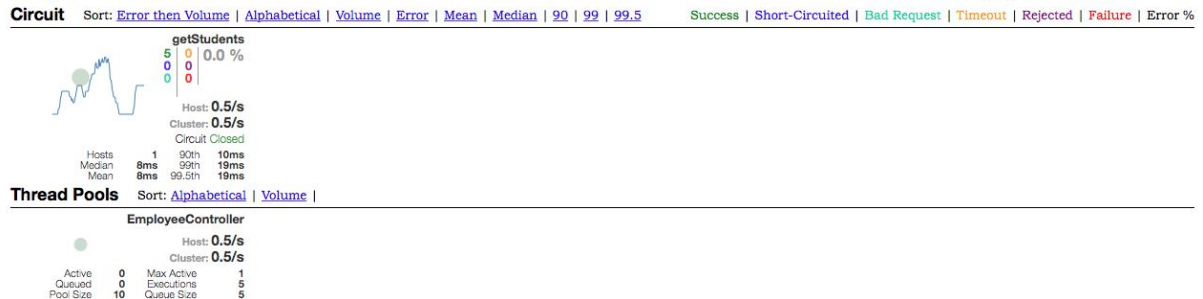 Circuit Sort: Error then Volume | Alphabetical | Volume | Error | Mean | Median | 90 | 99 | 99.5 Success | Short-Circuited | Bad Request | Timeout | Rejected | Failure | Error %
getStudents
5 0 0.0 %
0 0
0 0
Host: 0.5/s
Cluster: 0.5/s
Circuit Closed
Hosts 1 90th 10ms
Median 8ms 99th 19ms
Mean 8ms 99.5th 19ms
Thread Pools Sort: Alphabetical | Volume |
EmployeeController
Host: 0.5/s
Cluster: 0.5/s
Active 0 Max Active 1
Queued 0 Executions 5
Pool Size 10 Queue Size 5